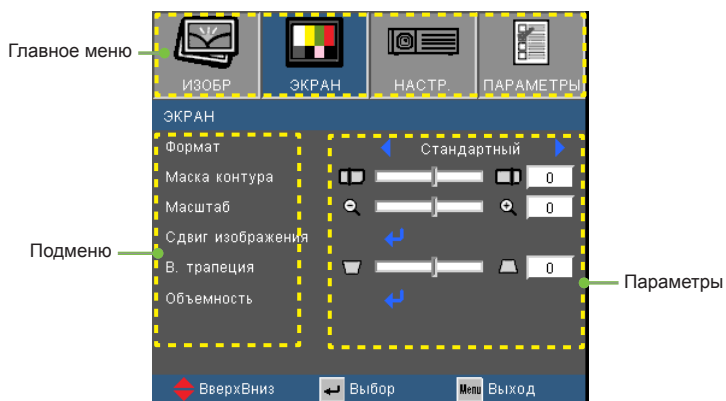 Главное меню
ИЗОБР ЭКРАН НАСТР. ПАРАМЕТРЫ
ЭКРАН
Формат Стандартный
Маска контура 0
Масштаб 0
Сдвиг изображения
В. трапеция 0
Объемность
Подменю
Параметры
ВверхВниз Выбор Menu Выход